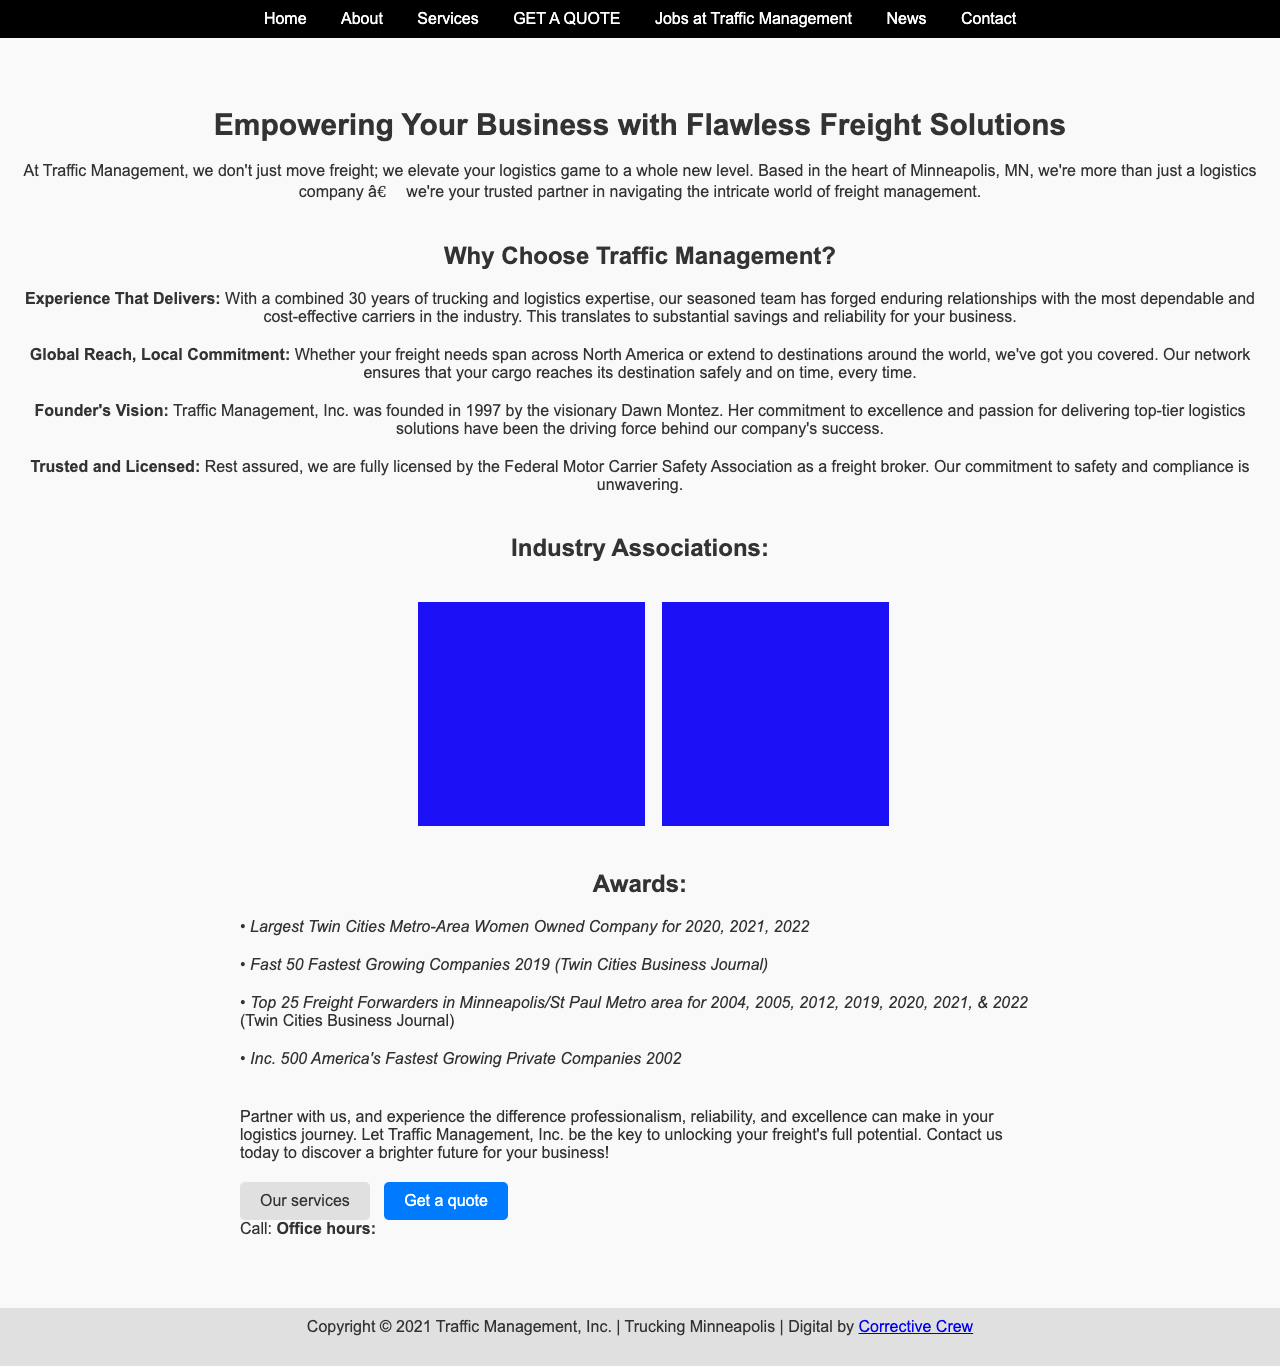 Home About Services GET A QUOTE Jobs at Traffic Management News Contact
Empowering Your Business with Flawless Freight Solutions
At Traffic Management, we don't just move freight; we elevate your logistics game to a whole new level. Based in the heart of Minneapolis, MN, we're more than just a logistics
company â€ we're your trusted partner in navigating the intricate world of freight management.
Why Choose Traffic Management?
Experience That Delivers: With a combined 30 years of trucking and logistics expertise, our seasoned team has forged enduring relationships with the most dependable and
cost-effective carriers in the industry. This translates to substantial savings and reliability for your business.
Global Reach, Local Commitment: Whether your freight needs span across North America or extend to destinations around the world, we've got you covered. Our network
ensures that your cargo reaches its destination safely and on time, every time.
Founder's Vision: Traffic Management, Inc. was founded in 1997 by the visionary Dawn Montez. Her commitment to excellence and passion for delivering top-tier logistics
solutions have been the driving force behind our company's success.
Trusted and Licensed: Rest assured, we are fully licensed by the Federal Motor Carrier Safety Association as a freight broker. Our commitment to safety and compliance is
unwavering.
Industry Associations:
Awards:
• Largest Twin Cities Metro-Area Women Owned Company for 2020, 2021, 2022
• Fast 50 Fastest Growing Companies 2019 (Twin Cities Business Journal)
• Top 25 Freight Forwarders in Minneapolis/St Paul Metro area for 2004, 2005, 2012, 2019, 2020, 2021, & 2022
(Twin Cities Business Journal)
• Inc. 500 America's Fastest Growing Private Companies 2002
Partner with us, and experience the difference professionalism, reliability, and excellence can make in your
logistics journey. Let Traffic Management, Inc. be the key to unlocking your freight's full potential. Contact us
today to discover a brighter future for your business!
Our services Get a quote
Call: Office hours:
Copyright © 2021 Traffic Management, Inc. | Trucking Minneapolis | Digital by Corrective Crew